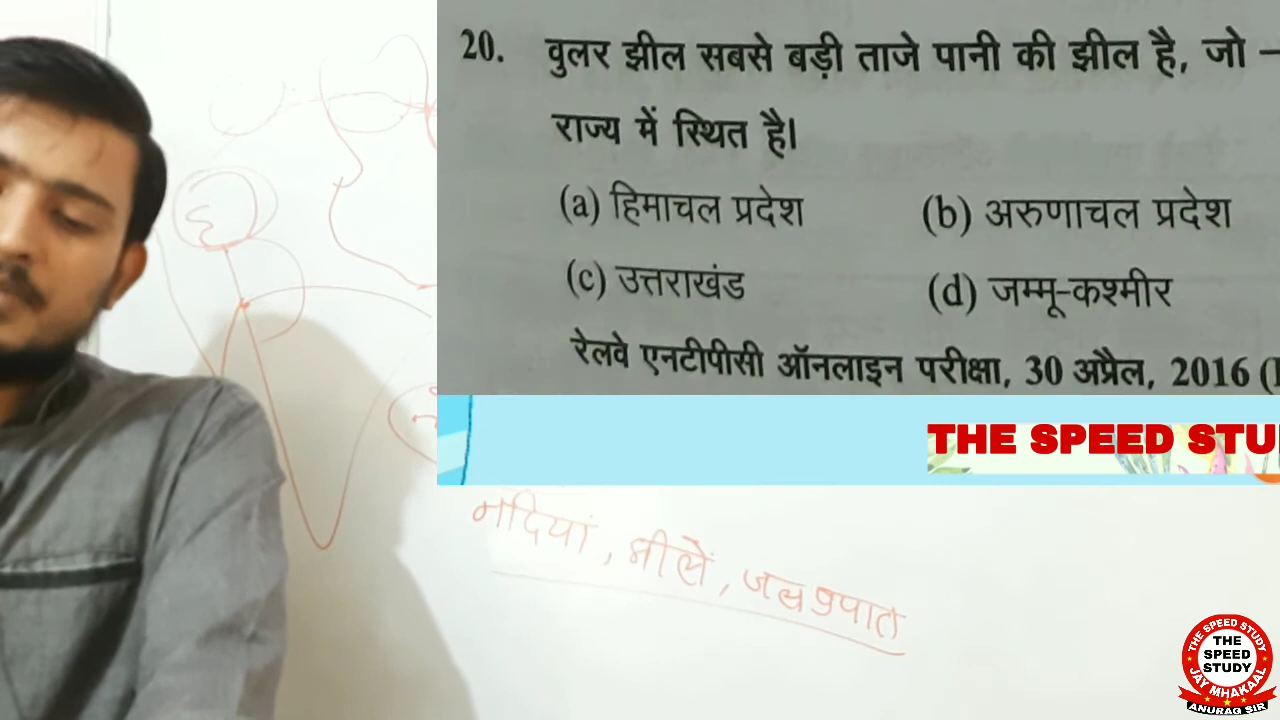 20. वुलर झील सबसे बड़ी ताजे पानी की झील है, जो –
राज्य में स्थित है।
(a) हिमाचल प्रदेश (b) अरुणाचल प्रदेश
(c) उत्तराखंड (d) जम्मू-कश्मीर
रेलवे एनटीपीसी ऑनलाइन परीक्षा, 30 अप्रैल, 2016 (
THE SPEED STU
नदियां, झीलें, जलप्रपात
THE SPEED STUDY
THE
SPEED
STUDY
JAY MHAKAAL
ANURAG SIR